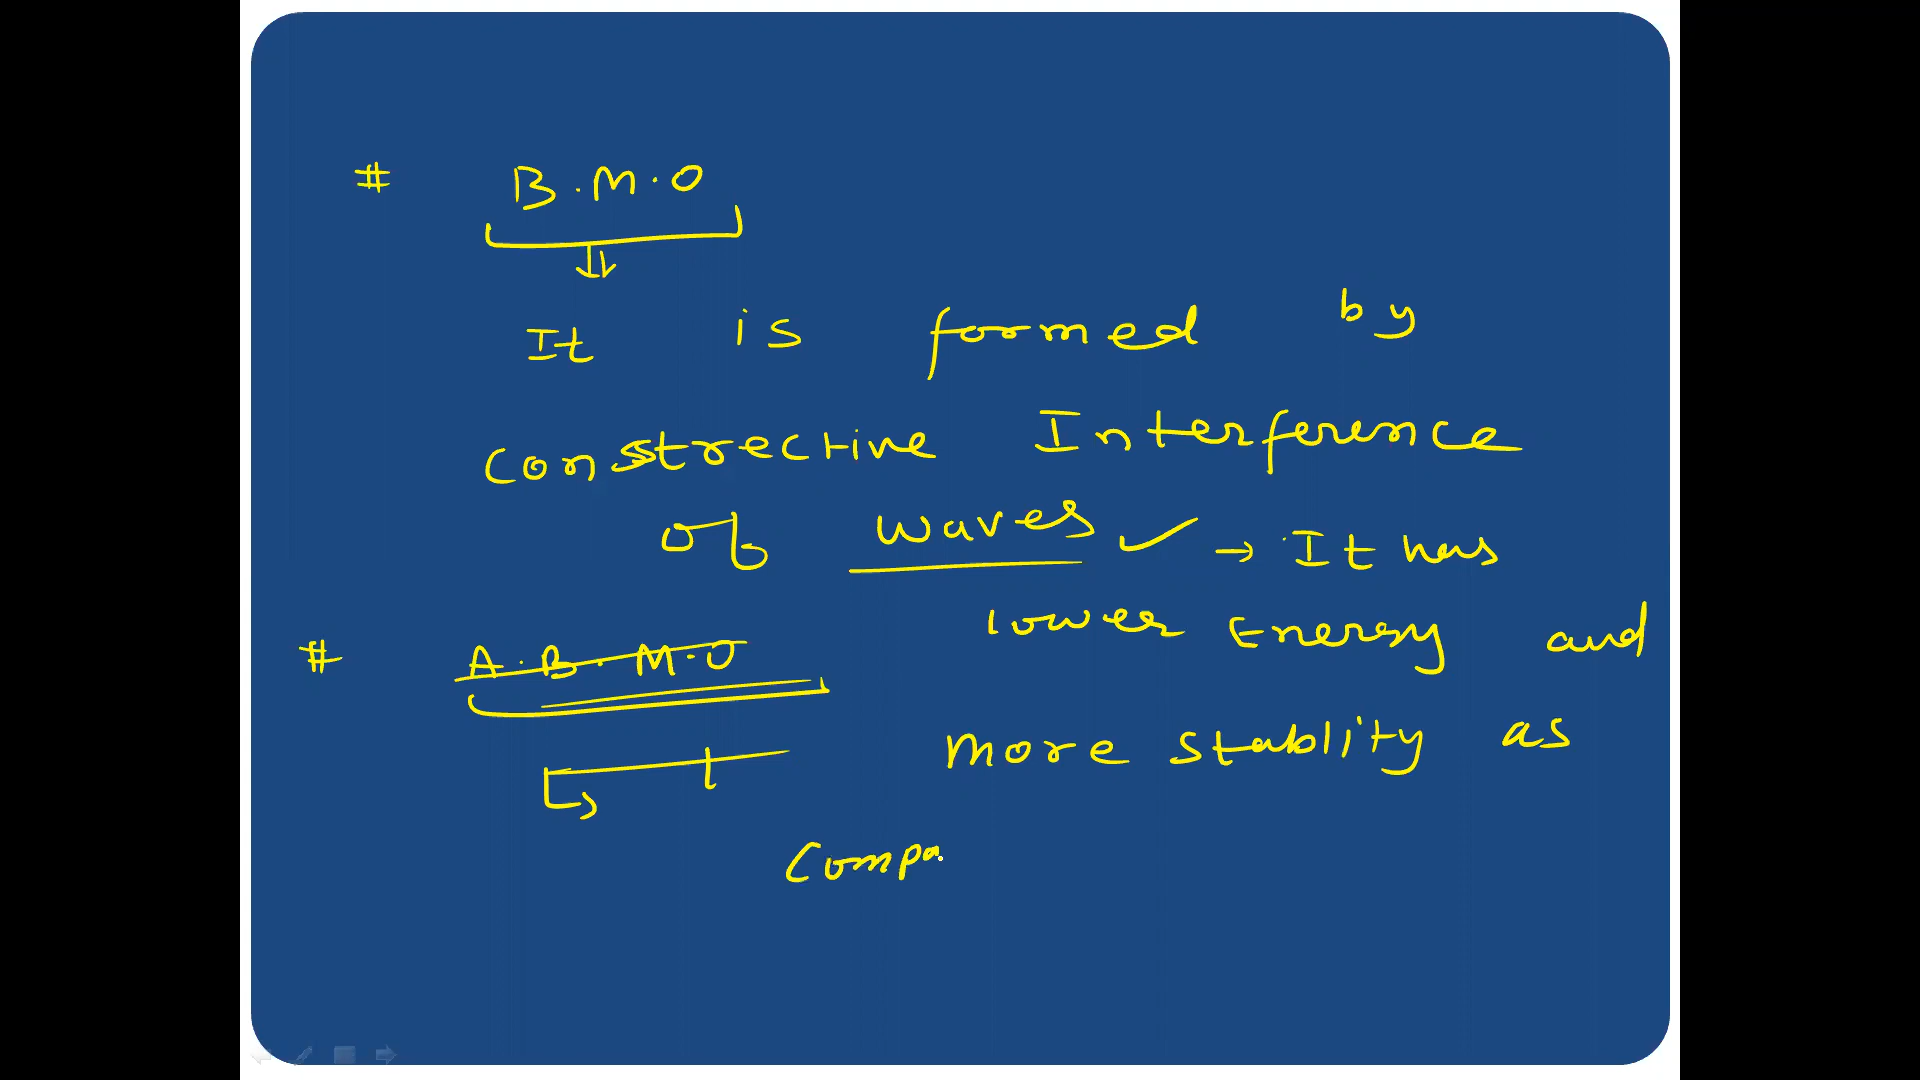 # B.M.O
It is formed by
constrective Interference
of waves → It has
lower Energy and
# A.B.M.O
more stablity as
Compa